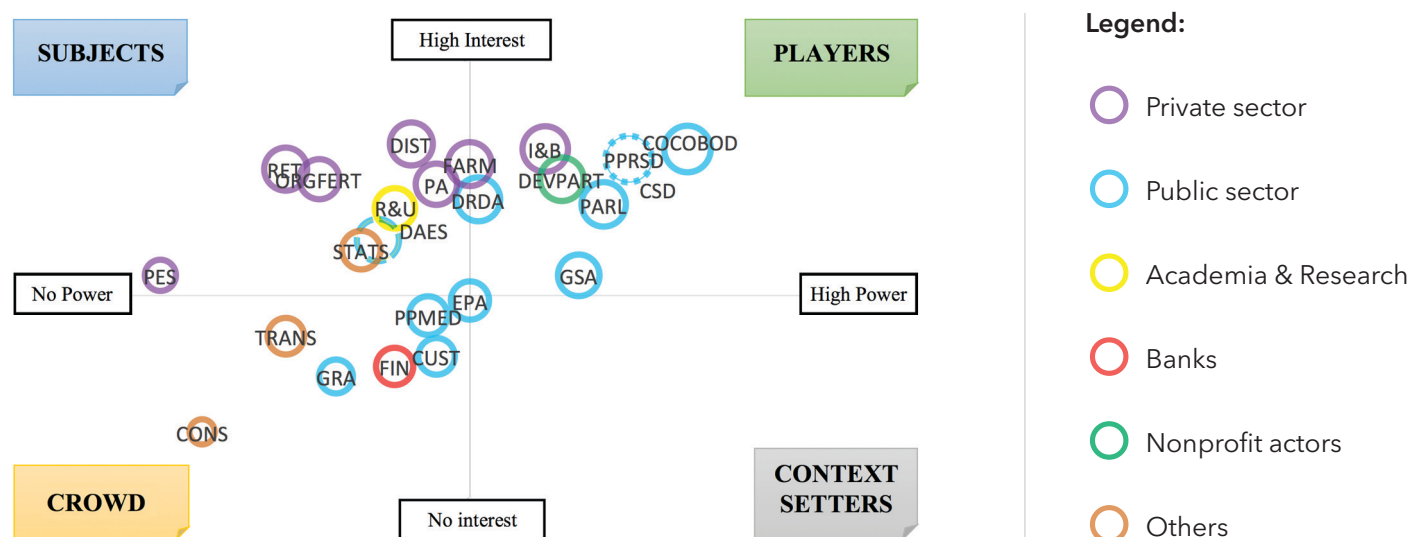 SUBJECTS
High Interest
PLAYERS
Legend:
Private sector
Public sector
Academia & Research
Banks
Nonprofit actors
Others
DIST
I&B
COCOBOD
RET
ORGFERT
FARM
PPRSD
PA
DEVPART
CSD
R&U
DRDA
PARL
DAES
STATS
PES
GSA
No Power
High Power
EPA
PPMED
TRANS
CUST
FIN
GRA
CONS
CROWD
No interest
CONTEXT
SETTERS